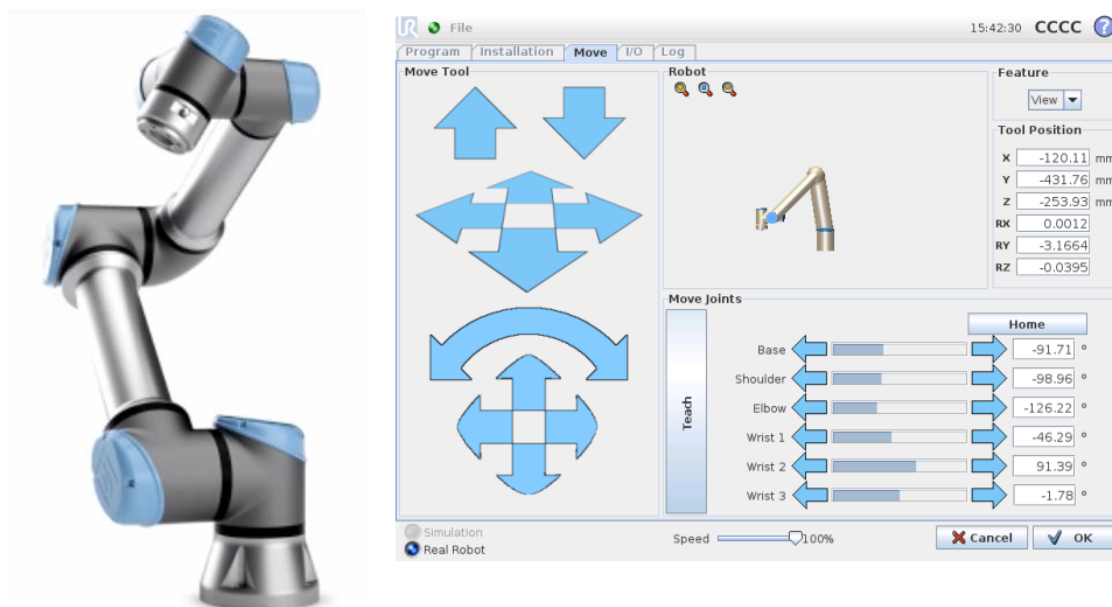 UR File 15:42:30 CCCC ?
Program Installation Move I/O Log
Move Tool
Robot
Feature
View
Tool Position
X -120.11 mm
Y -431.76 mm
Z -253.93 mm
RX 0.0012
RY -3.1664
RZ -0.0395
Move Joints
Home
Teach
Base -91.71 °
Shoulder -98.96 °
Elbow -126.22 °
Wrist 1 -46.29 °
Wrist 2 91.39 °
Wrist 3 -1.78 °
Simulation
Real Robot
Speed 100%
Cancel OK